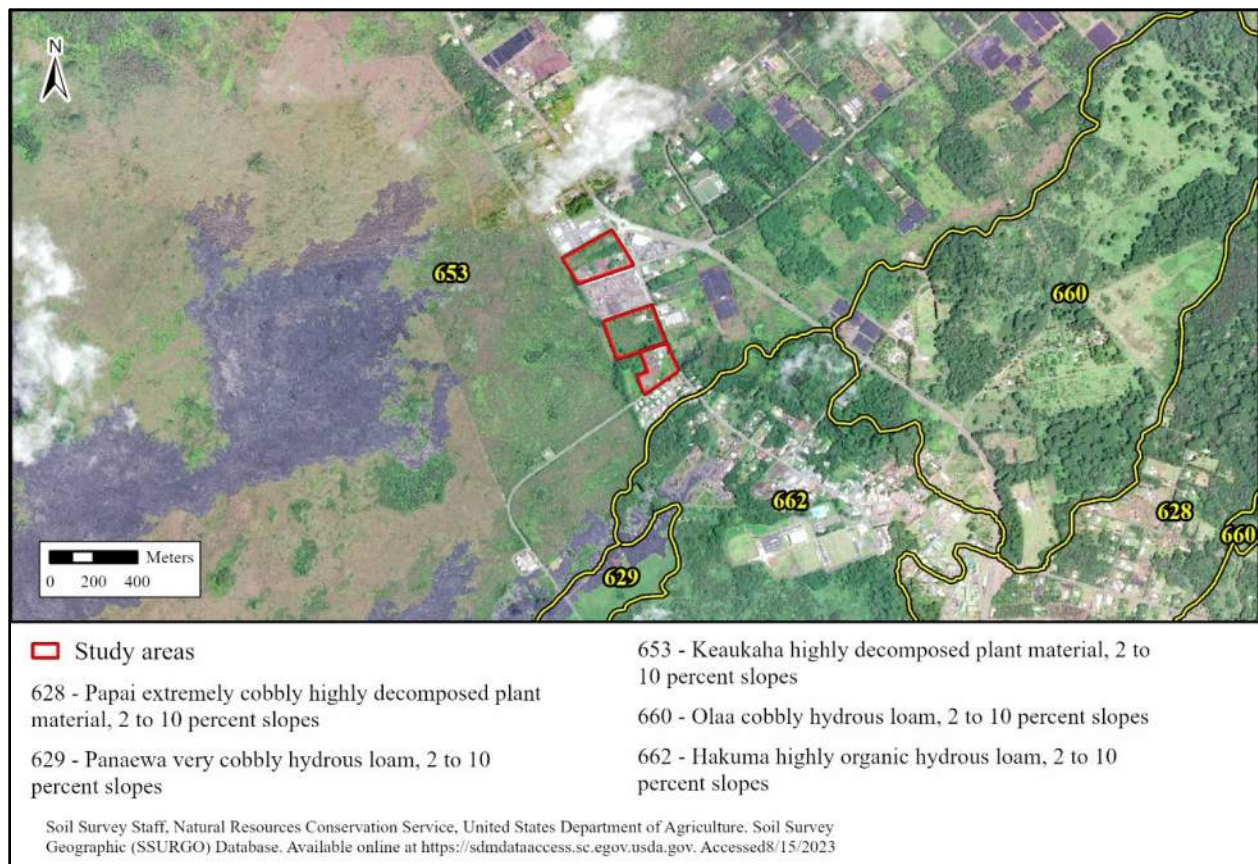 N
653
660
662
628
660
629
Meters
0 200 400
Study areas
628 - Papai extremely cobbly highly decomposed plant
material, 2 to 10 percent slopes
629 - Panaewa very cobbly hydrous loam, 2 to 10
percent slopes
653 - Keaukaha highly decomposed plant material, 2 to
10 percent slopes
660 - Olaa cobbly hydrous loam, 2 to 10 percent slopes
662 - Hakuma highly organic hydrous loam, 2 to 10
percent slopes
Soil Survey Staff, Natural Resources Conservation Service, United States Department of Agriculture. Soil Survey
Geographic (SSURGO) Database. Available online at https://sdmdataaccess.sc.egov.usda.gov. Accessed8/15/2023